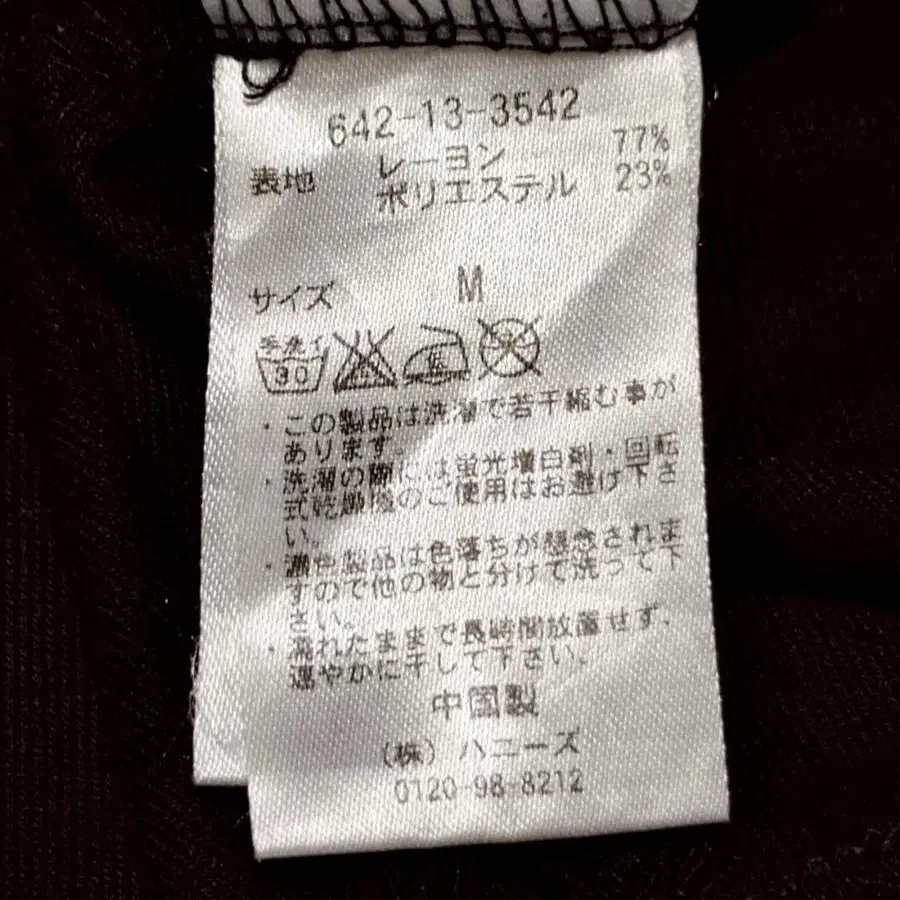 642-13-3542
表地 レーヨン 77%
ポリエステル 23%
サイズ M
手洗イ
30
低
・この製品は洗濯で若干縮む事が
あります。
・洗濯の際には蛍光増白剤・回転
式乾燥機のご使用はお避け下さ
い。
・濃色製品は色落ちが懸念されま
すので他の物と分けて洗って下
さい。
・濡れたままで長時間放置せず、
速やかに干して下さい。
中国製
（株）ハニーズ
0120-98-8212